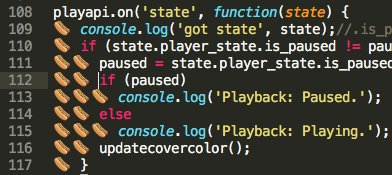 108 playapi.on('state', function(state) {
109 🌭 console.log('got state', state);//.is_p
110 🌭 if (state.player_state.is_paused != pau
111 🌭 🌭 paused = state.player_state.is_paused
112 🌭 🌭 if (paused)
113 🌭 🌭 🌭 console.log('Playback: Paused.');
114 🌭 🌭 else
115 🌭 🌭 🌭 console.log('Playback: Playing.');
116 🌭 🌭 updatecovercolor();
117 🌭 }